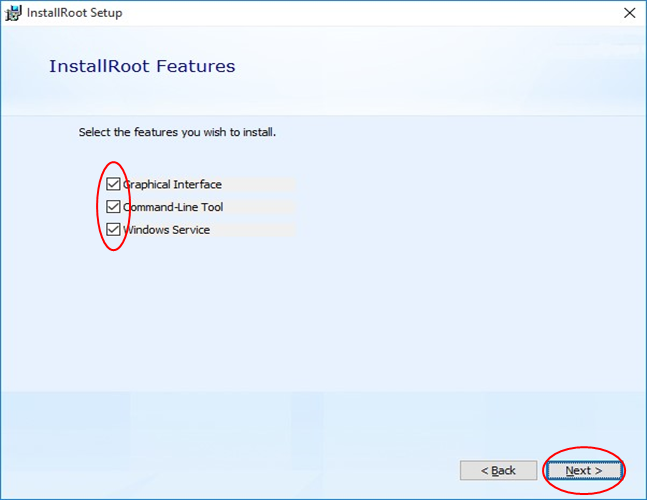 InstallRoot Setup
InstallRoot Features
Select the features you wish to install.
Graphical Interface
Command-Line Tool
Windows Service
< Back
Next >